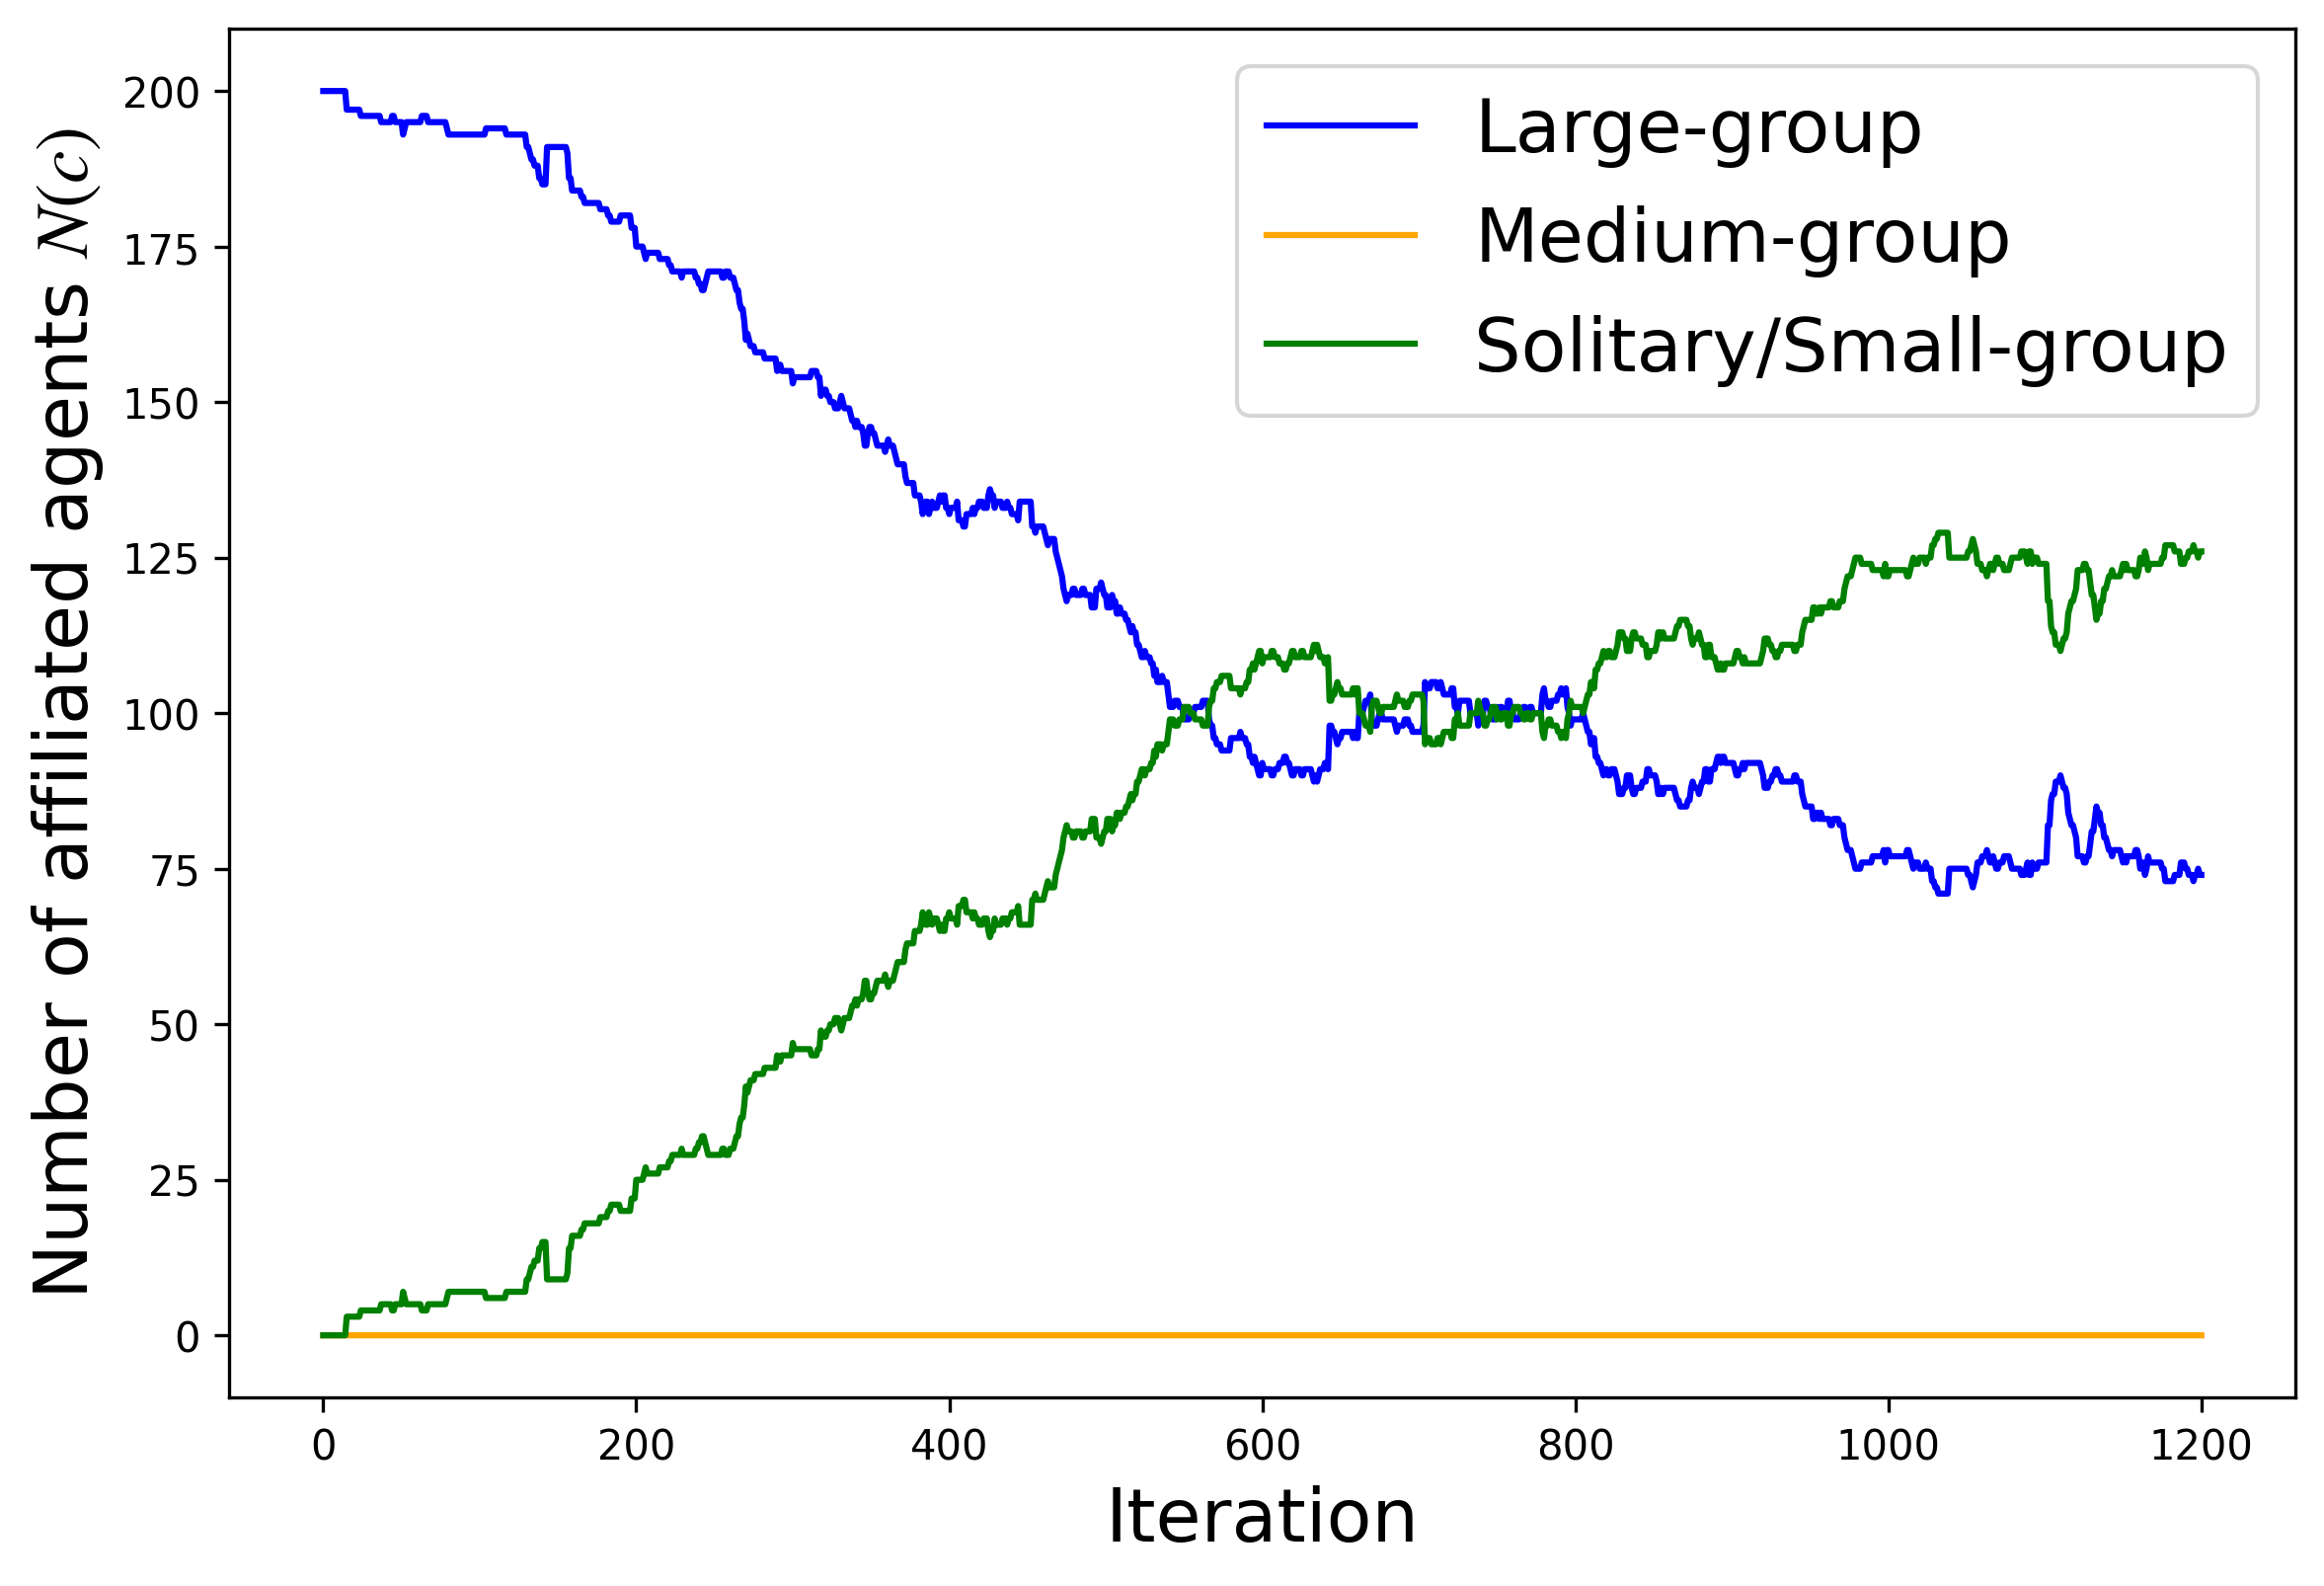 Number of affiliated agents N(c)
200
175
150
125
100
75
50
25
0
Large-group
Medium-group
Solitary/Small-group
0 200 400 600 800 1000 1200
Iteration